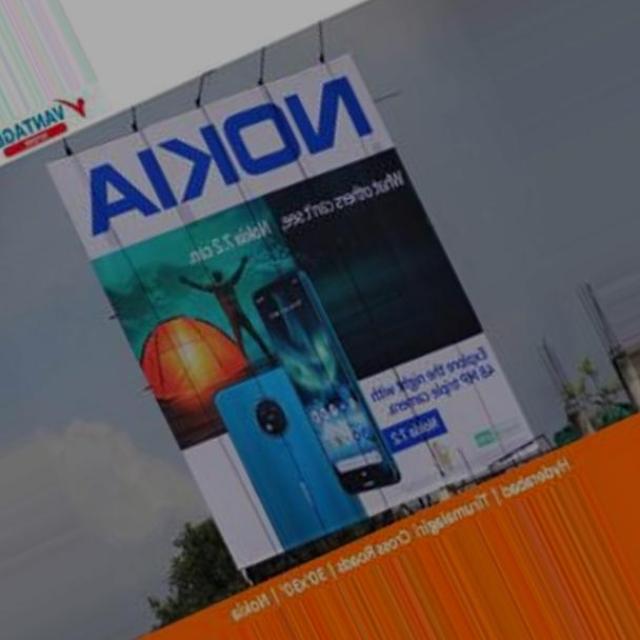 NOKIA
What others can't see,
Nokia 7.2 can.
Explore the night with
48 MP triple camera.
Nokia 7.2
VANTAGE
Hyderabad | Tirumalagiri Cross Roads | 30'x30' | Nokia